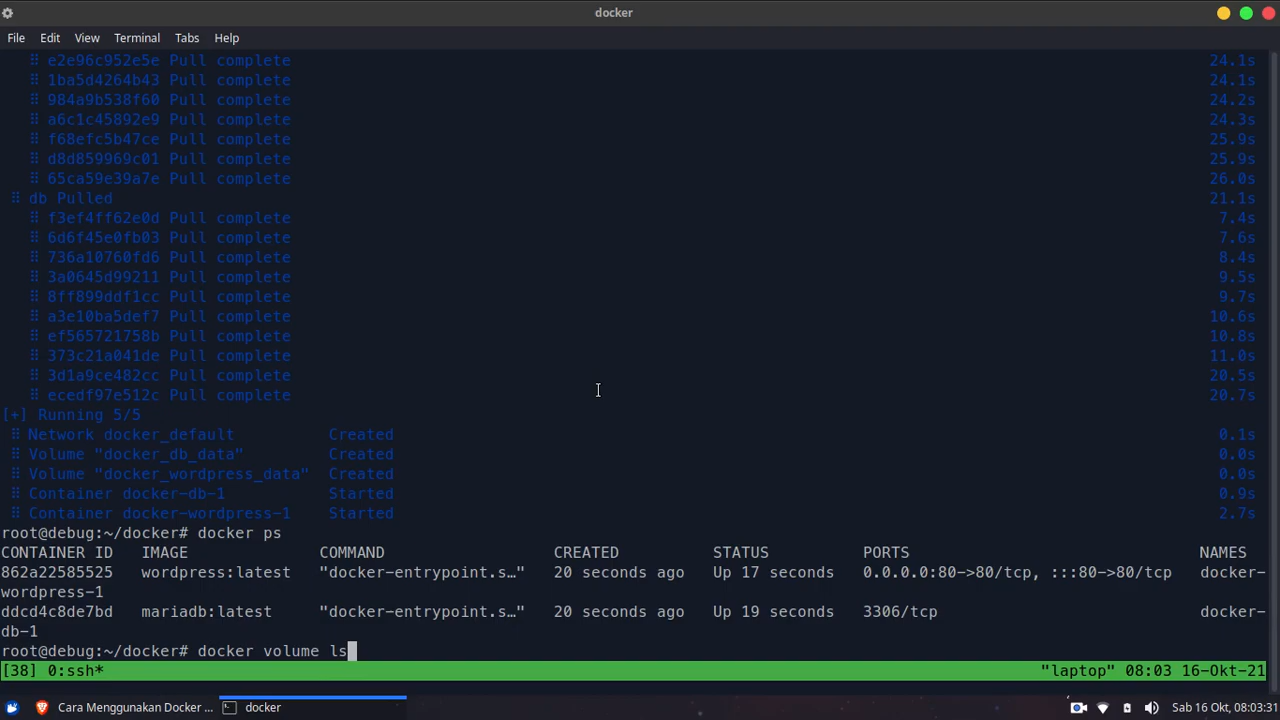 docker
File Edit View Terminal Tabs Help
⠿ e2e96c952e5e Pull complete 24.1s
⠿ 1ba5d4264b43 Pull complete 24.1s
⠿ 984a9b538f60 Pull complete 24.2s
⠿ a6c1c45892e9 Pull complete 24.3s
⠿ f68efc5b47ce Pull complete 25.9s
⠿ d8d859969c01 Pull complete 25.9s
⠿ 65ca59e39a7e Pull complete 26.0s
⠿ db Pulled 21.1s
⠿ f3ef4ff62e0d Pull complete 7.4s
⠿ 6d6f45e0fb03 Pull complete 7.6s
⠿ 736a10760fd6 Pull complete 8.4s
⠿ 3a0645d99211 Pull complete 9.5s
⠿ 8ff899ddf1cc Pull complete 9.7s
⠿ a3e10ba5def7 Pull complete 10.6s
⠿ ef565721758b Pull complete 10.8s
⠿ 373c21a041de Pull complete 11.0s
⠿ 3d1a9ce482cc Pull complete 20.5s
⠿ ecedf97e512c Pull complete 20.7s
[+] Running 5/5
⠿ Network docker_default Created 0.1s
⠿ Volume "docker_db_data" Created 0.0s
⠿ Volume "docker_wordpress_data" Created 0.0s
⠿ Container docker-db-1 Started 0.9s
⠿ Container docker-wordpress-1 Started 2.7s
root@debug:~/docker# docker ps
CONTAINER ID IMAGE COMMAND CREATED STATUS PORTS NAMES
862a22585525 wordpress:latest "docker-entrypoint.s…" 20 seconds ago Up 17 seconds 0.0.0.0:80->80/tcp, :::80->80/tcp docker-
wordpress-1
ddcd4c8de7bd mariadb:latest "docker-entrypoint.s…" 20 seconds ago Up 19 seconds 3306/tcp docker-
db-1
root@debug:~/docker# docker volume ls
[38] 0:ssh* "laptop" 08:03 16-Okt-21
Cara Menggunakan Docker ... docker Sab 16 Okt, 08:03:31